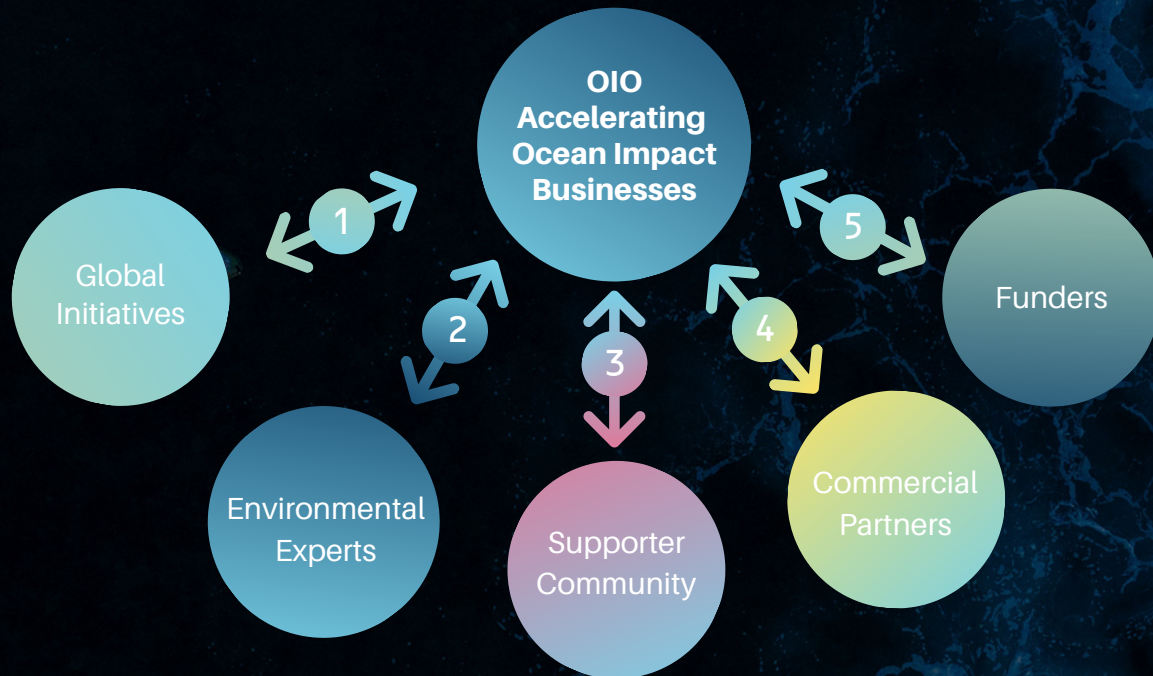 OIO
Accelerating
Ocean Impact
Businesses
1
2
3
4
5
Global
Initiatives
Environmental
Experts
Supporter
Community
Commercial
Partners
Funders